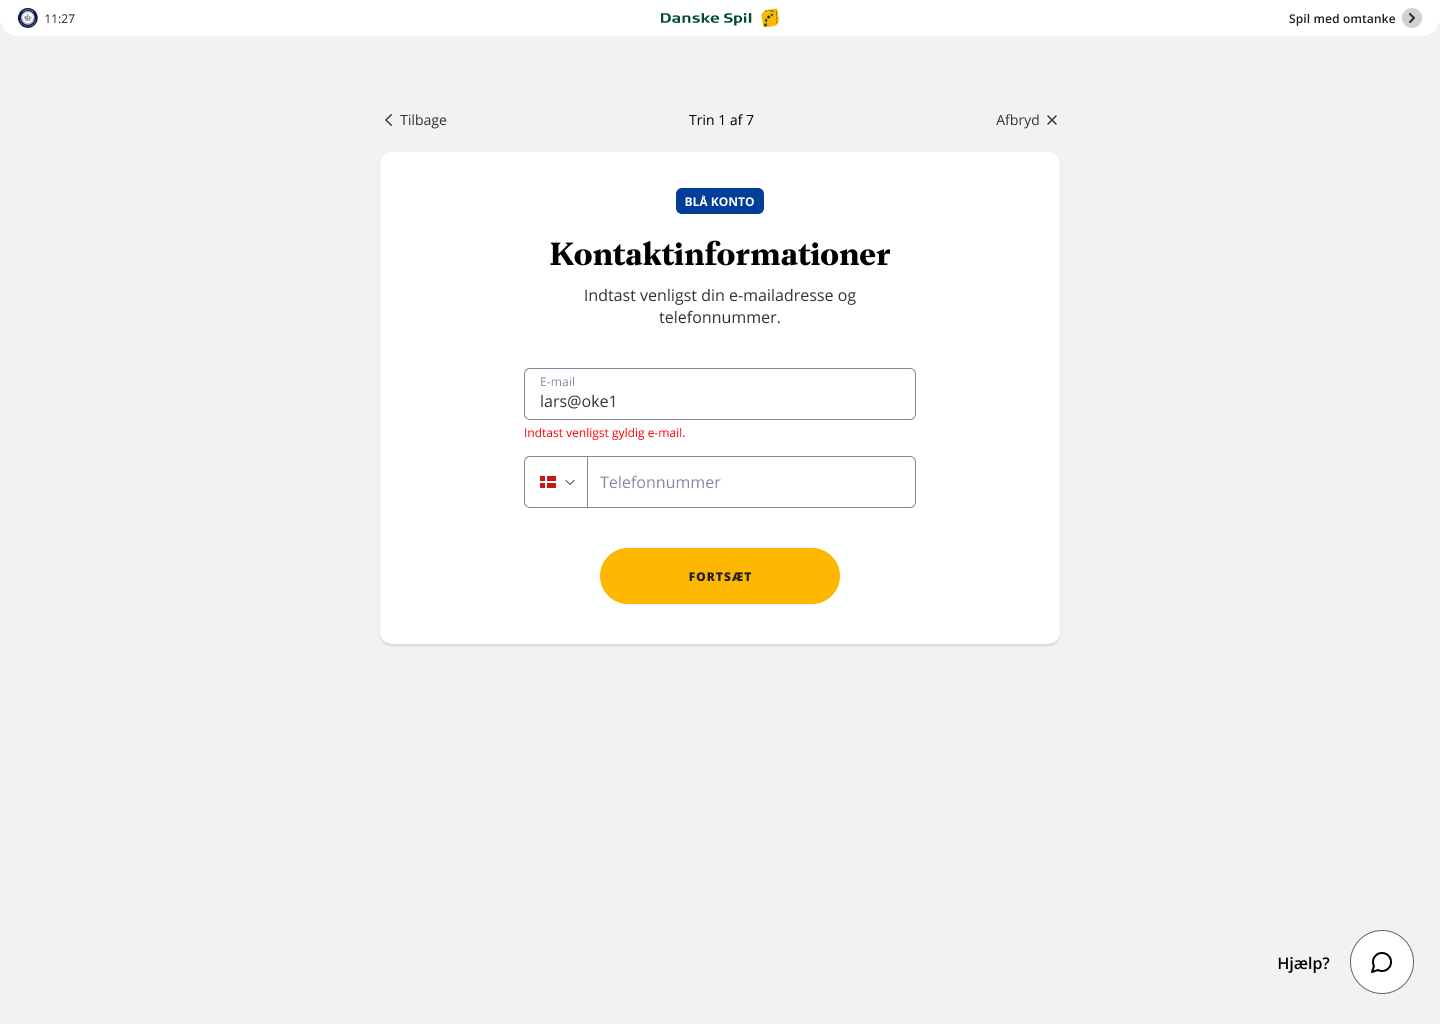 11:27
Danske Spil
Spil med omtanke
Tilbage
Trin 1 af 7
Afbryd
BLÅ KONTO
Kontaktinformationer
Indtast venligst din e-mailadresse og
telefonnummer.
E-mail
lars@oke1
Indtast venligst gyldig e-mail.
Telefonnummer
FORTSÆT
Hjælp?